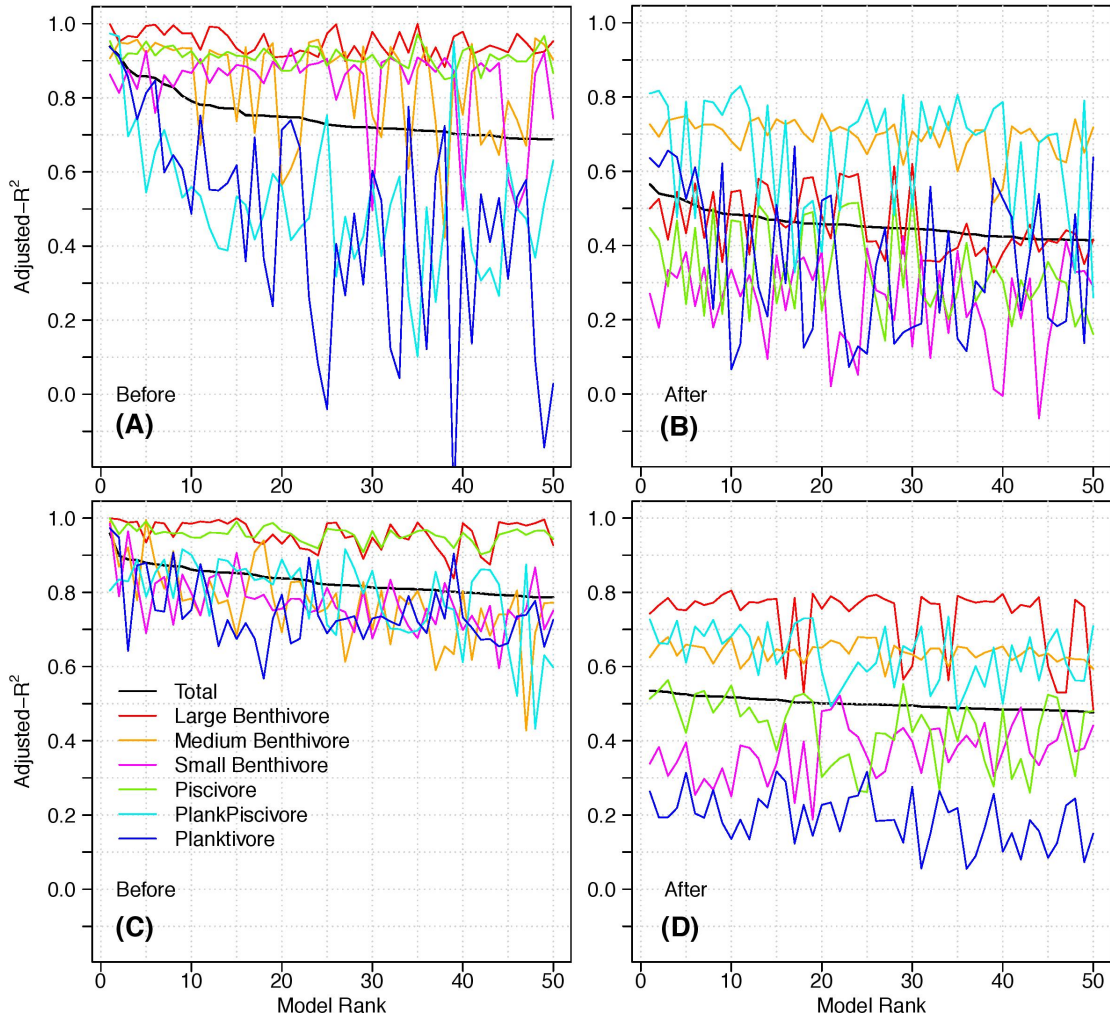 Adjusted−R²
1.0
0.8
0.6
0.4
0.2
0.0
Before
(A)
0 10 20 30 40 50
1.0
0.8
0.6
0.4
0.2
0.0
After
(B)
0 10 20 30 40 50
Adjusted−R²
1.0
0.8
0.6
0.4
0.2
0.0
Total
Large Benthivore
Medium Benthivore
Small Benthivore
Piscivore
PlankPiscivore
Planktivore
Before
(C)
0 10 20 30 40 50
Model Rank
1.0
0.8
0.6
0.4
0.2
0.0
After
(D)
0 10 20 30 40 50
Model Rank